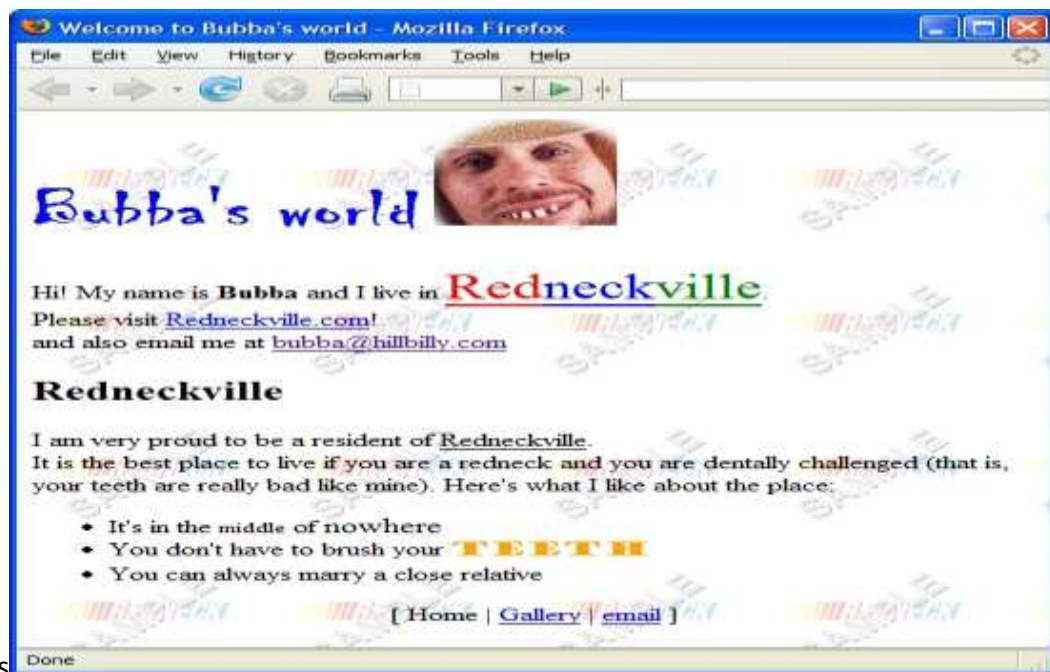 Welcome to Bubba's world - Mozilla Firefox
File Edit View History Bookmarks Tools Help
Bubba's world
Hi! My name is Bubba and I live in Redneckville.
Please visit Redneckville.com!
and also email me at bubba@hillbilly.com
Redneckville
I am very proud to be a resident of Redneckville.
It is the best place to live if you are a redneck and you are dentally challenged (that is,
your teeth are really bad like mine). Here's what I like about the place:
• It's in the middle of nowhere
• You don't have to brush your TEETH
• You can always marry a close relative
[ Home | Gallery | email ]
s
Done